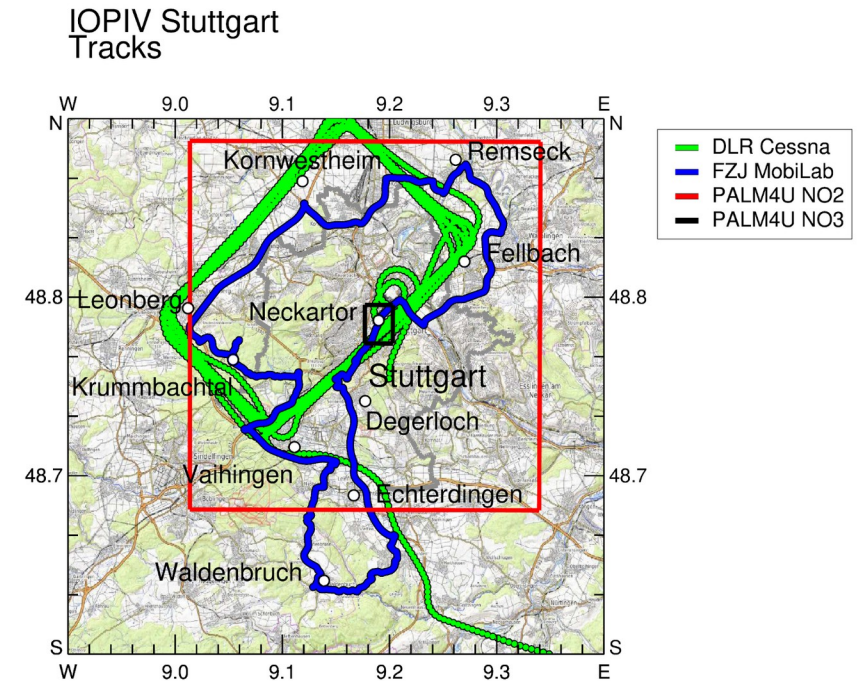 IOPIV Stuttgart
Tracks
W 9.0 9.1 9.2 9.3 E
N N
DLR Cessna
FZJ MobiLab
PALM4U NO2
PALM4U NO3
Kornwestheim
Remseck
Fellbach
48.8 Leonberg 48.8
Neckartor
Stuttgart
Krummbachtal
Degerloch
48.7 Vaihingen 48.7
Echterdingen
Waldenbruch
S S
W 9.0 9.1 9.2 9.3 E